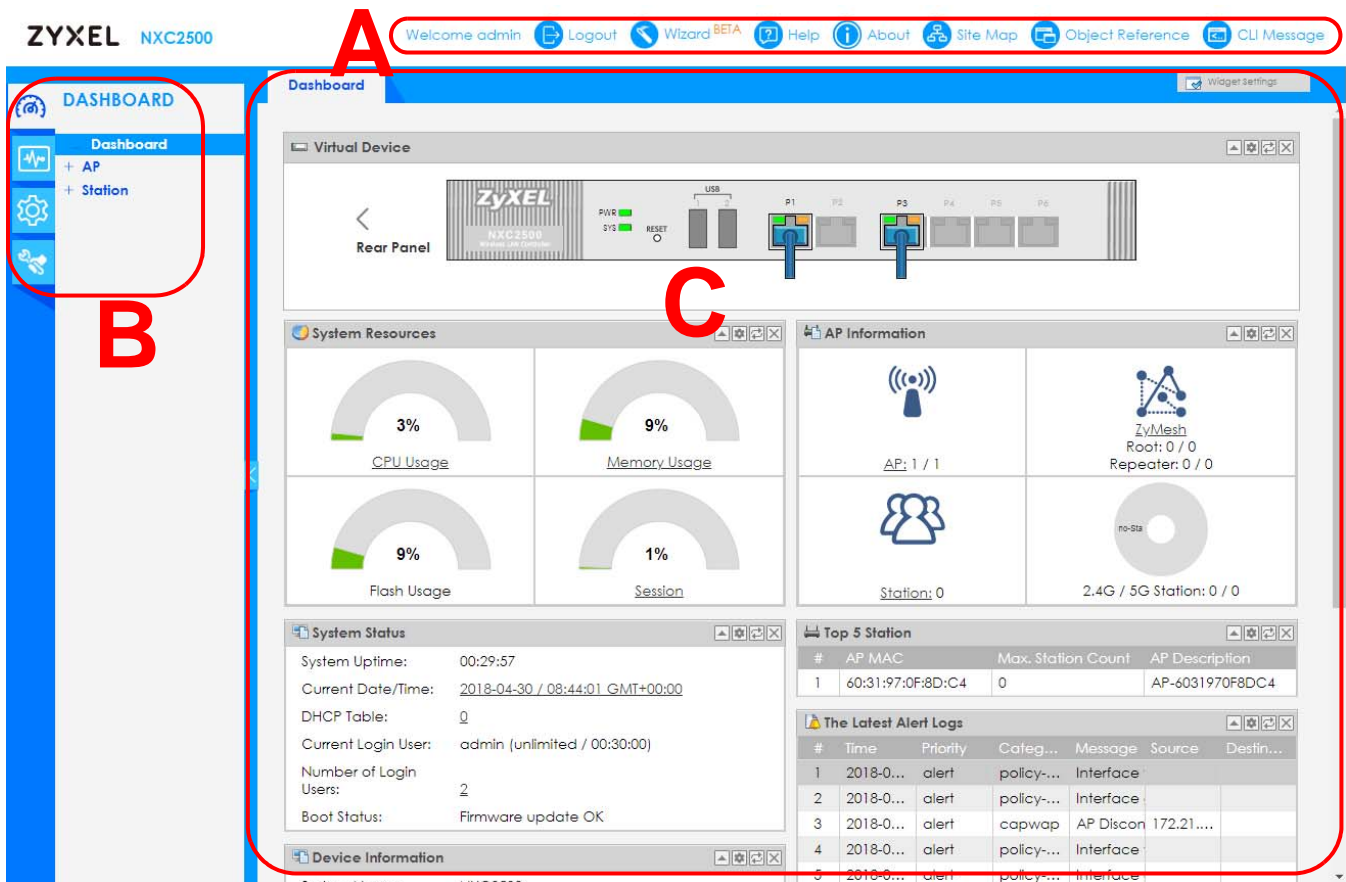 ZYXEL NXC2500
A
Welcome admin Logout Wizard BETA Help About Site Map Object Reference CLI Message
DASHBOARD
Dashboard
+ AP
+ Station
B
Dashboard
Widget Settings
Virtual Device
Rear Panel
ZyXEL
NXC2500
Wireless LAN Controller
PWR
SYS
RESET
USB
1 2
P1 P2 P3 P4 P5 P6
C
System Resources
3%
CPU Usage
9%
Memory Usage
9%
Flash Usage
1%
Session
AP Information
AP: 1 / 1
ZyMesh
Root: 0 / 0
Repeater: 0 / 0
Station: 0
no-Sta
2.4G / 5G Station: 0 / 0
System Status
System Uptime: 00:29:57
Current Date/Time: 2018-04-30 / 08:44:01 GMT+00:00
DHCP Table: 0
Current Login User: admin (unlimited / 00:30:00)
Number of Login
Users: 2
Boot Status: Firmware update OK
Device Information
Top 5 Station
# AP MAC Max. Station Count AP Description
1 60:31:97:0F:8D:C4 0 AP-6031970F8DC4
The Latest Alert Logs
# Time Priority Categ... Message Source Destin...
1 2018-0... alert policy-... Interface
2 2018-0... alert policy-... Interface
3 2018-0... alert capwap AP Discon 172.21....
4 2018-0... alert policy-... Interface
5 2018-0... alert policy-... Interface